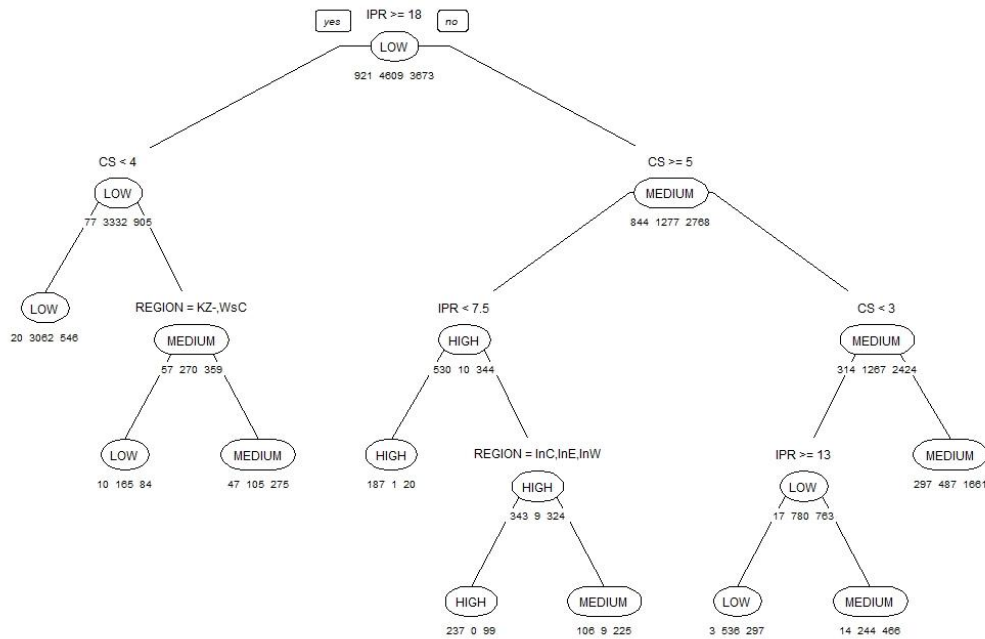 IPR >= 18
yes
no
LOW
921 4609 3673
CS < 4
CS >= 5
LOW
MEDIUM
77 3332 905
844 1277 2768
REGION = KZ-,WsC
IPR < 7.5
CS < 3
LOW
MEDIUM
HIGH
MEDIUM
20 3062 546
57 270 359
530 10 344
314 1267 2424
REGION = InC,InE,InW
IPR >= 13
LOW
MEDIUM
HIGH
HIGH
LOW
MEDIUM
10 165 84
47 105 275
187 1 20
343 9 324
17 780 763
297 487 1661
HIGH
MEDIUM
LOW
MEDIUM
237 0 99
106 9 225
3 536 297
14 244 466